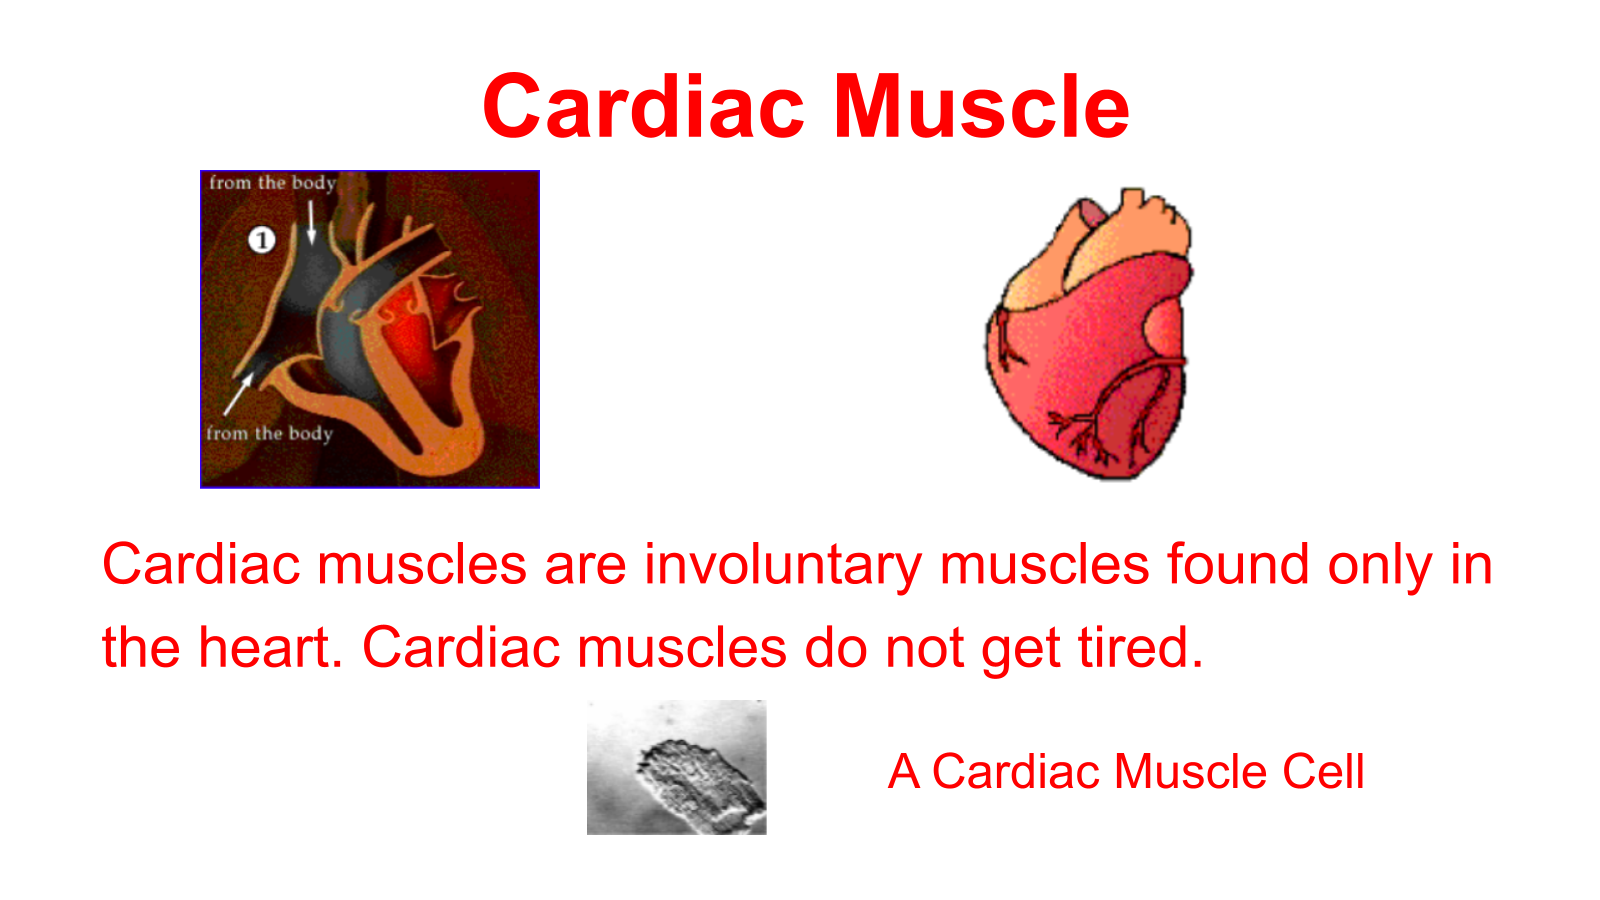 Cardiac Muscle
from the body
1
from the body
Cardiac muscles are involuntary muscles found only in
the heart. Cardiac muscles do not get tired.
A Cardiac Muscle Cell